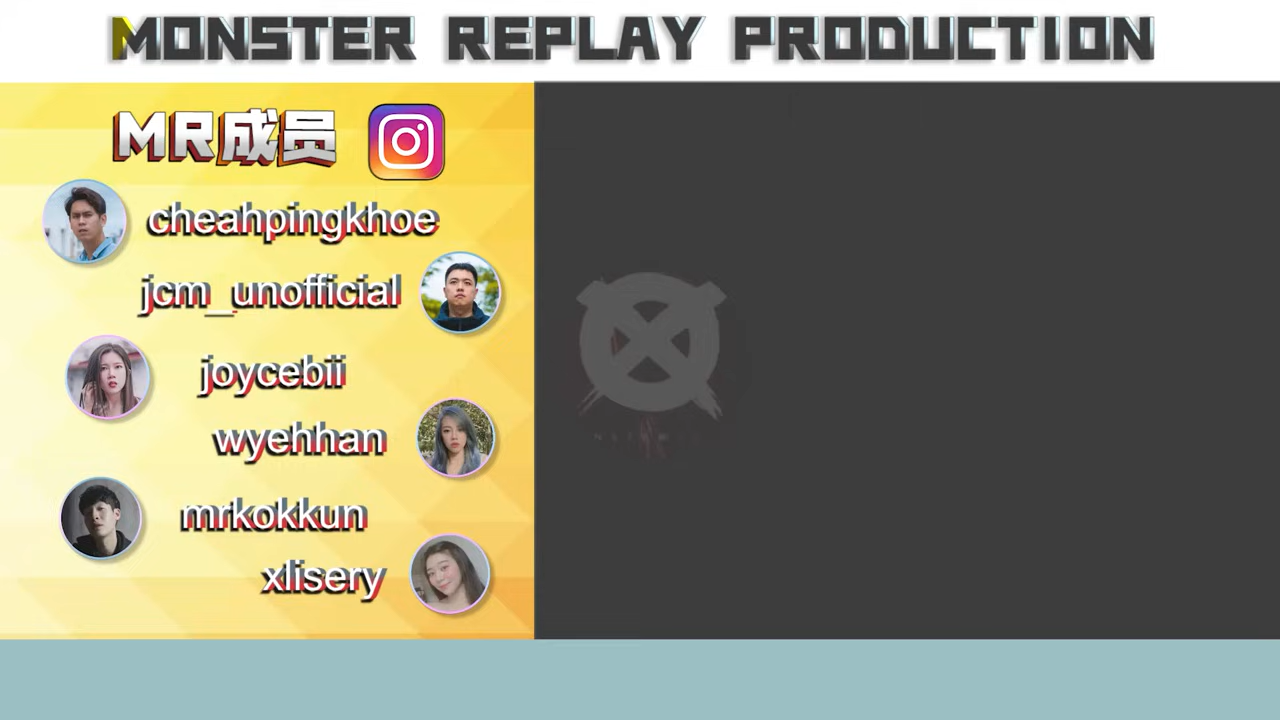 MONSTER REPLAY PRODUCTION
MR成员
cheahpingkhoe
jcm_unofficial
joycebii
wyehhan
mrkokkun
xlisery